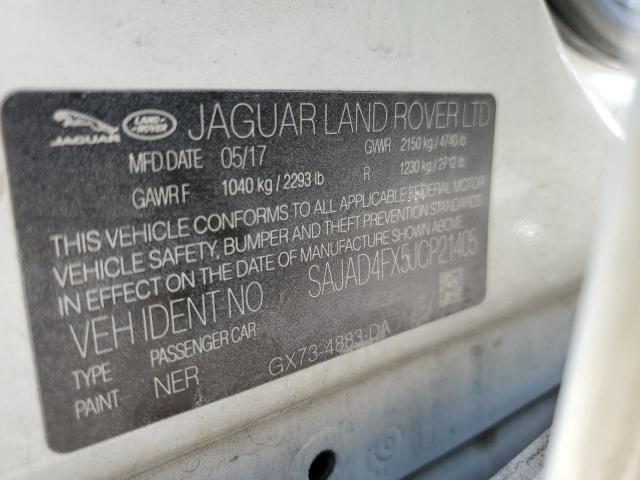 JAGUAR LAND-ROVER JAGUAR LAND ROVER LTD
MFD.DATE 05/17 GVWR 2150 kg / 4740 lb
GAWR F 1040 kg / 2293 lb R 1230 kg / 2712 lb
THIS VEHICLE CONFORMS TO ALL APPLICABLE FEDERAL MOTOR
VEHICLE SAFETY, BUMPER AND THEFT PREVENTION STANDARDS
IN EFFECT ON THE DATE OF MANUFACTURE SHOWN ABOVE.
VEH IDENT NO SAJAD4FX5JCP21405
TYPE PASSENGER CAR
PAINT NER GX73-4883-DA